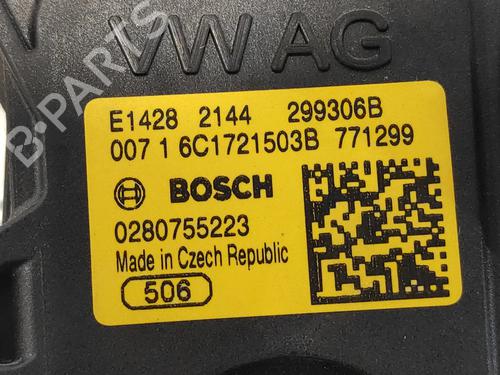 VW AG
E1428 2144 299306B
007 1 6C1721503B 771299
BOSCH
0280755223
Made in Czech Republic
506
B-PARTS